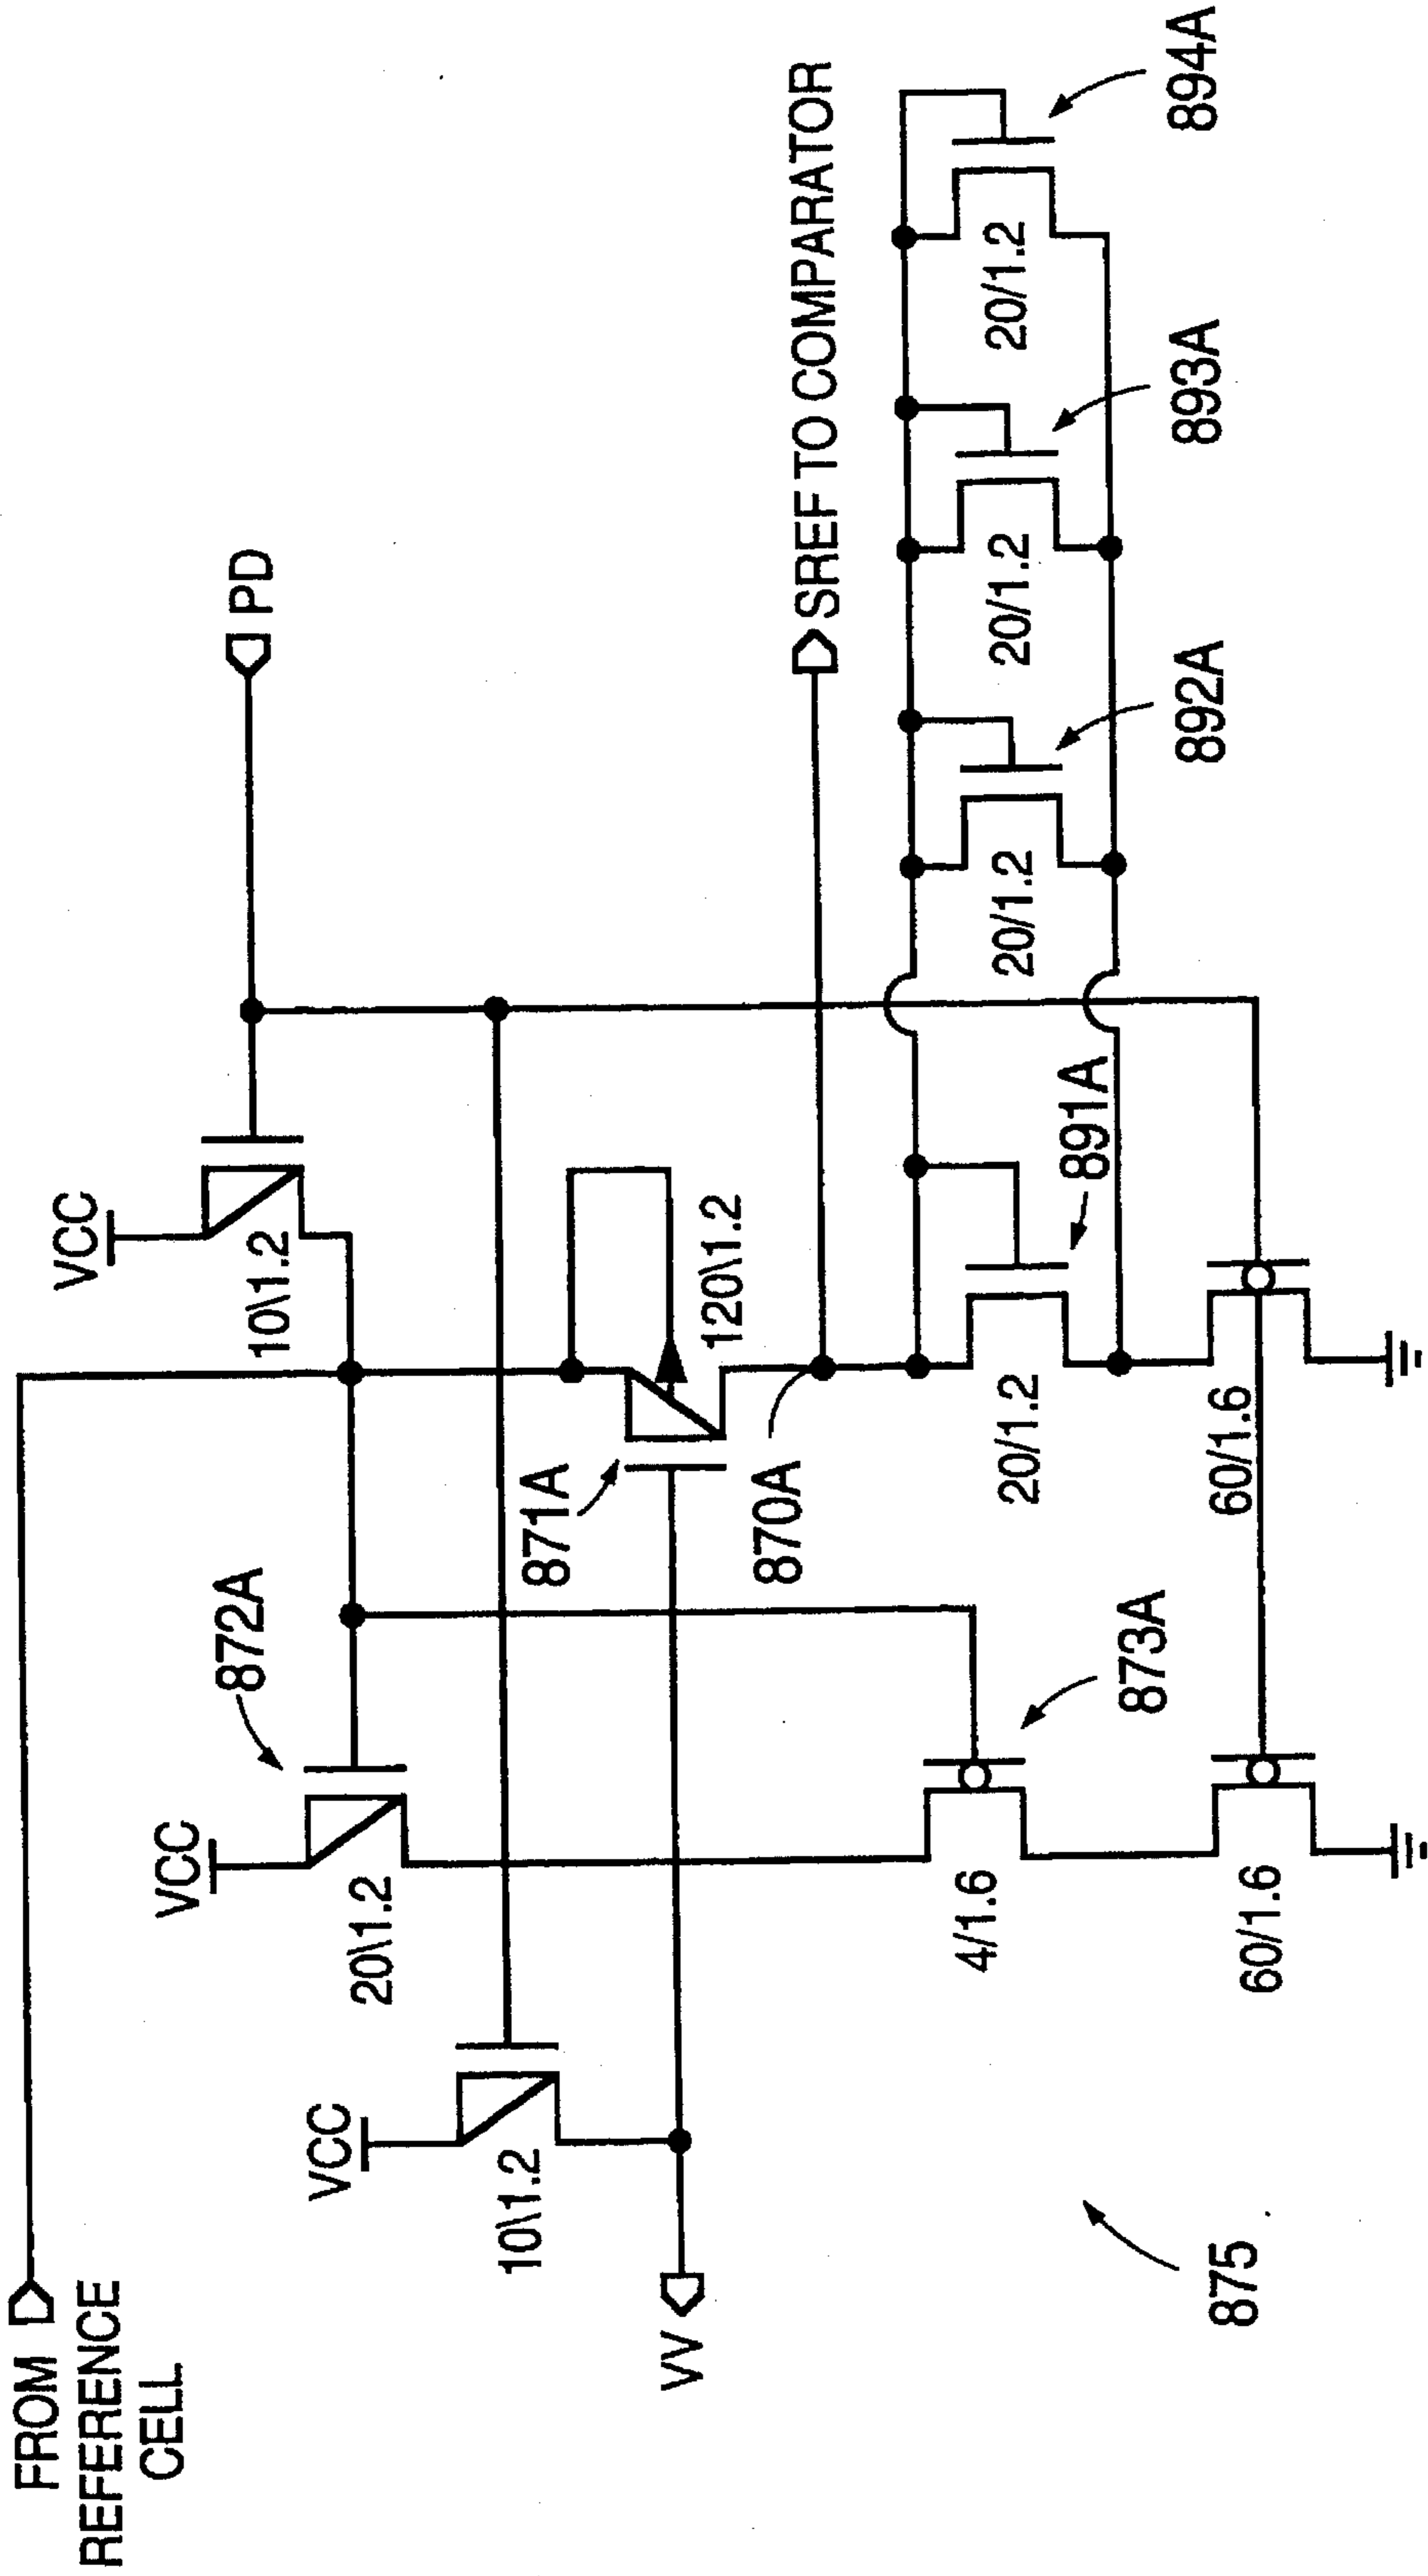 FROM
REFERENCE
CELL
VCC
10\1.2
PD
VCC
872A
20\1.2
VCC
10\1.2
VV
871A
120\1.2
870A
SREF TO COMPARATOR
20/1.2
891A
20/1.2
892A
20/1.2
893A
20/1.2
894A
4/1.6
873A
60/1.6
60/1.6
875